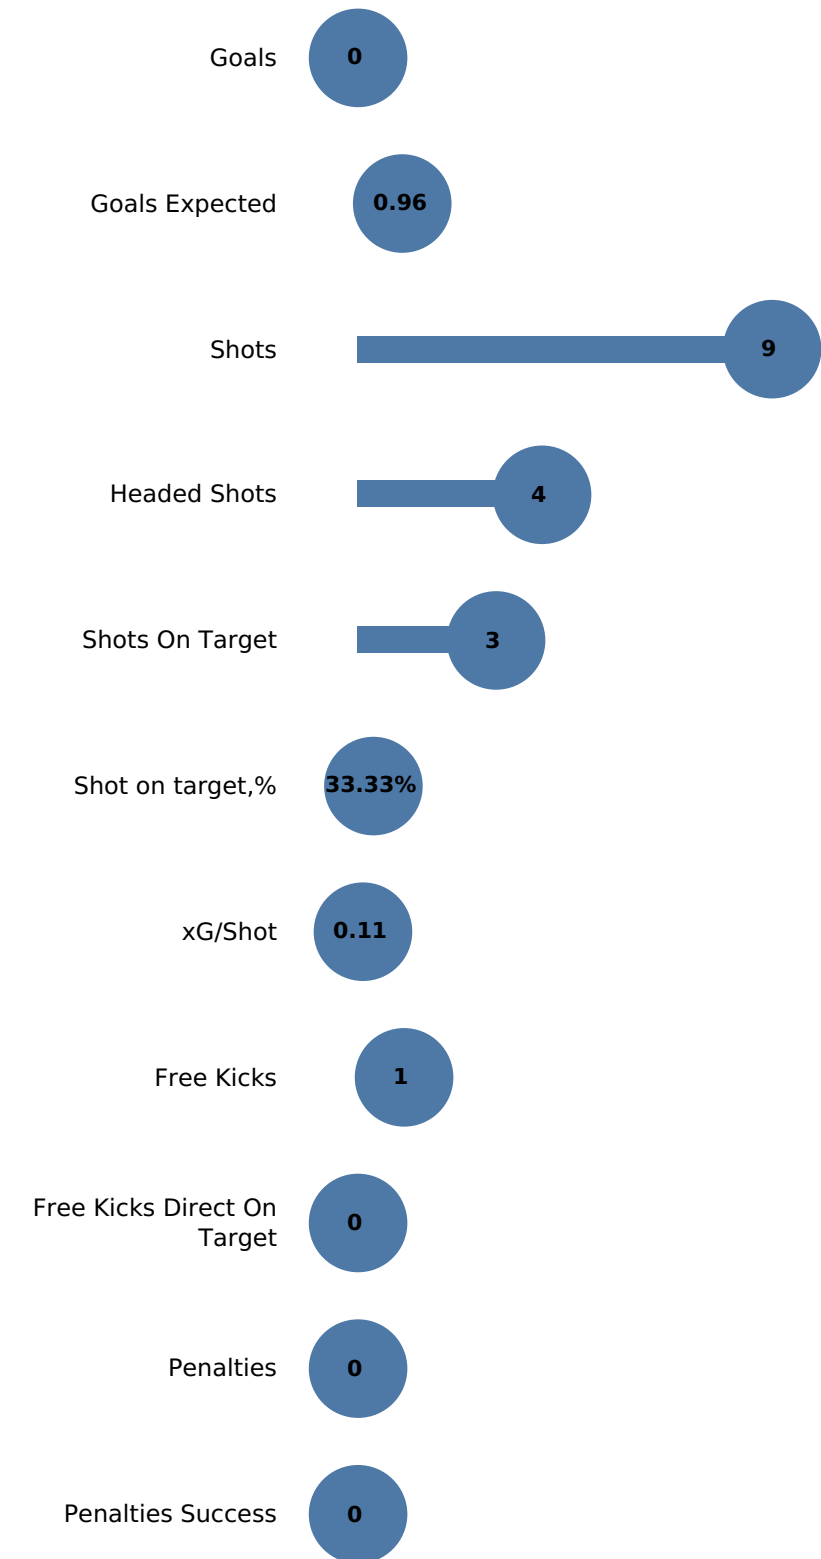 Goals 0
Goals Expected 0.96
Shots 9
Headed Shots 4
Shots On Target 3
Shot on target,% 33.33%
xG/Shot 0.11
Free Kicks 1
Free Kicks Direct On
Target 0
Penalties 0
Penalties Success 0